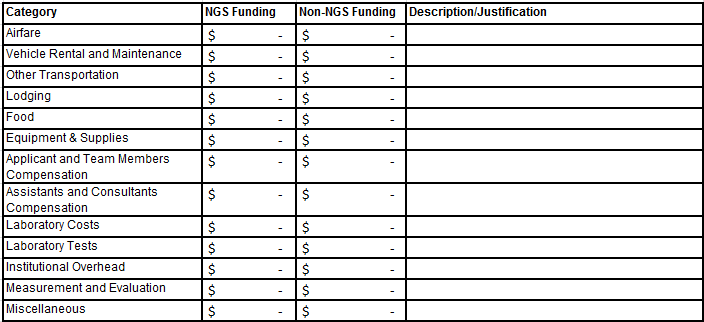 Category NGS Funding Non-NGS Funding Description/Justification
Airfare $ - $ -
Vehicle Rental and Maintenance $ - $ -
Other Transportation $ - $ -
Lodging $ - $ -
Food $ - $ -
Equipment & Supplies $ - $ -
Applicant and Team Members
Compensation $ - $ -
Assistants and Consultants
Compensation $ - $ -
Laboratory Costs $ - $ -
Laboratory Tests $ - $ -
Institutional Overhead $ - $ -
Measurement and Evaluation $ - $ -
Miscellaneous $ - $ -